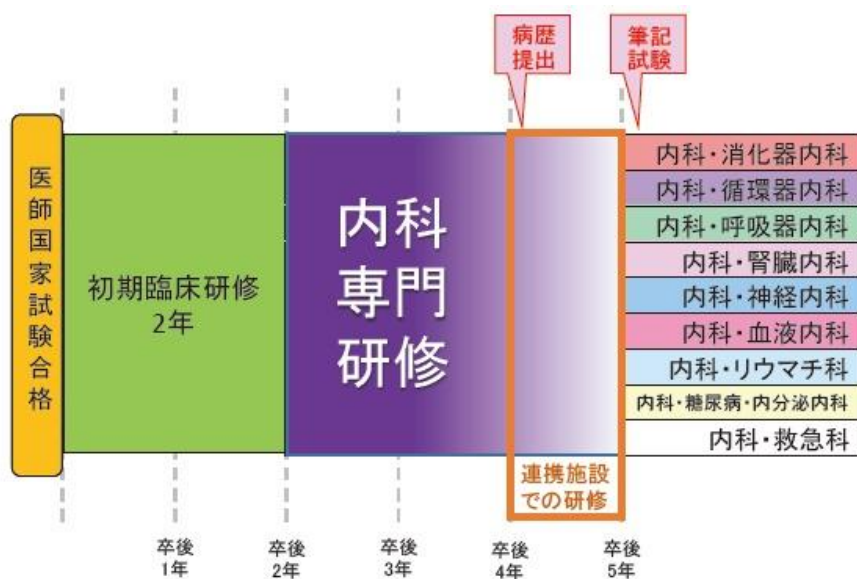 病歴
提出
筆記
試験
医師国家試験合格
初期臨床研修
2年
内科
専門
研修
連携施設
での研修
内科・消化器内科
内科・循環器内科
内科・呼吸器内科
内科・腎臓内科
内科・神経内科
内科・血液内科
内科・リウマチ科
内科・糖尿病・内分泌内科
内科・救急科
卒後
1年
卒後
2年
卒後
3年
卒後
4年
卒後
5年